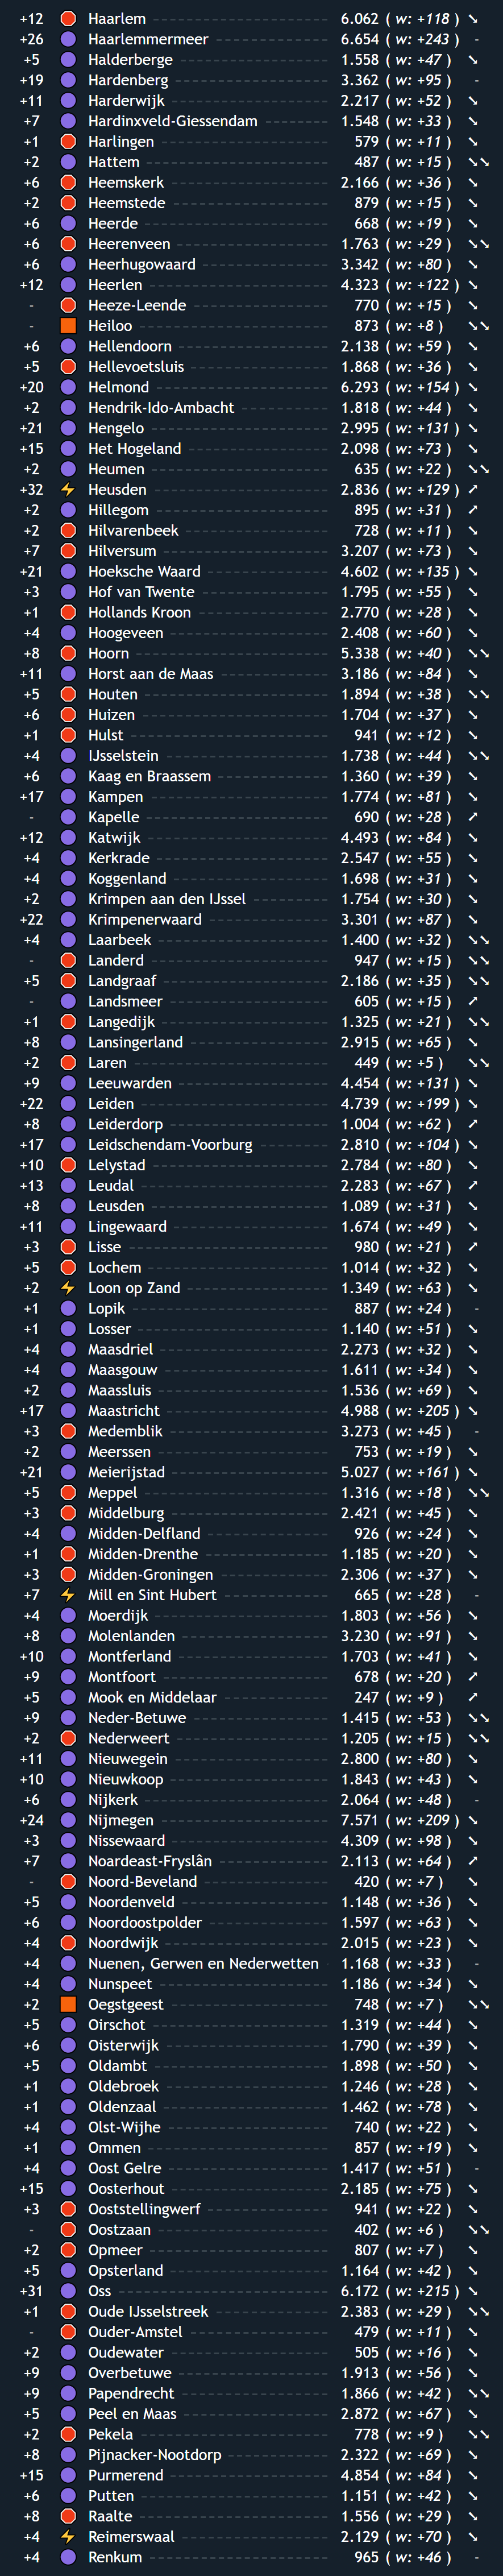 +12 Haarlem 6.062 ( w: +118 ) ↘
+26 Haarlemmermeer 6.654 ( w: +243 ) -
+5 Halderberge 1.558 ( w: +47 ) ↘
+19 Hardenberg 3.362 ( w: +95 ) -
+11 Harderwijk 2.217 ( w: +52 ) ↘
+7 Hardinxveld-Giessendam 1.548 ( w: +33 ) ↘
+1 Harlingen 579 ( w: +11 ) ↘
+2 Hattem 487 ( w: +15 ) ↘↘
+6 Heemskerk 2.166 ( w: +36 ) ↘
+2 Heemstede 879 ( w: +15 ) ↘
+6 Heerde 668 ( w: +19 ) ↘
+6 Heerenveen 1.763 ( w: +29 ) ↘↘
+6 Heerhugowaard 3.342 ( w: +80 ) ↘
+12 Heerlen 4.323 ( w: +122 ) ↘
- Heeze-Leende 770 ( w: +15 ) ↘
- Heiloo 873 ( w: +8 ) ↘↘
+6 Hellendoorn 2.138 ( w: +59 ) ↘
+5 Hellevoetsluis 1.868 ( w: +36 ) ↘
+20 Helmond 6.293 ( w: +154 ) ↘
+2 Hendrik-Ido-Ambacht 1.818 ( w: +44 ) ↘
+21 Hengelo 2.995 ( w: +131 ) ↘
+15 Het Hogeland 2.098 ( w: +73 ) ↘
+2 Heumen 635 ( w: +22 ) ↘↘
+32 Heusden 2.836 ( w: +129 ) ↗
+2 Hillegom 895 ( w: +31 ) ↗
+2 Hilvarenbeek 728 ( w: +11 ) ↘
+7 Hilversum 3.207 ( w: +73 ) ↘
+21 Hoeksche Waard 4.602 ( w: +135 ) ↘
+3 Hof van Twente 1.795 ( w: +55 ) ↘
+1 Hollands Kroon 2.770 ( w: +28 ) ↘
+4 Hoogeveen 2.408 ( w: +60 ) ↘
+8 Hoorn 5.338 ( w: +40 ) ↘↘
+11 Horst aan de Maas 3.186 ( w: +84 ) ↘
+5 Houten 1.894 ( w: +38 ) ↘↘
+6 Huizen 1.704 ( w: +37 ) ↘
+1 Hulst 941 ( w: +12 ) ↘
+4 IJsselstein 1.738 ( w: +44 ) ↘↘
+6 Kaag en Braassem 1.360 ( w: +39 ) ↘
+17 Kampen 1.774 ( w: +81 ) ↘
- Kapelle 690 ( w: +28 ) ↗
+12 Katwijk 4.493 ( w: +84 ) ↘
+4 Kerkrade 2.547 ( w: +55 ) ↘
+4 Koggenland 1.698 ( w: +31 ) ↘
+2 Krimpen aan den IJssel 1.754 ( w: +30 ) ↘
+22 Krimpenerwaard 3.301 ( w: +87 ) ↘
+4 Laarbeek 1.400 ( w: +32 ) ↘↘
- Landerd 947 ( w: +15 ) ↘↘
+5 Landgraaf 2.186 ( w: +35 ) ↘
- Landsmeer 605 ( w: +15 ) ↗
+1 Langedijk 1.325 ( w: +21 ) ↘↘
+8 Lansingerland 2.915 ( w: +65 ) ↘
+2 Laren 449 ( w: +5 ) ↘↘
+9 Leeuwarden 4.454 ( w: +131 ) ↘
+22 Leiden 4.739 ( w: +199 ) ↘
+8 Leiderdorp 1.004 ( w: +62 ) ↗
+17 Leidschendam-Voorburg 2.810 ( w: +104 ) ↘
+10 Lelystad 2.784 ( w: +80 ) ↘
+13 Leudal 2.283 ( w: +67 ) ↗
+8 Leusden 1.089 ( w: +31 ) ↘
+11 Lingewaard 1.674 ( w: +49 ) ↘
+3 Lisse 980 ( w: +21 ) ↗
+5 Lochem 1.014 ( w: +32 ) ↘
+2 Loon op Zand 1.349 ( w: +63 ) ↘
+1 Lopik 887 ( w: +24 ) -
+1 Losser 1.140 ( w: +51 ) ↘
+4 Maasdriel 2.273 ( w: +32 ) ↘
+4 Maasgouw 1.611 ( w: +34 ) ↘
+2 Maassluis 1.536 ( w: +69 ) ↘
+17 Maastricht 4.988 ( w: +205 ) ↘
+3 Medemblik 3.273 ( w: +45 ) -
+2 Meerssen 753 ( w: +19 ) ↘
+21 Meierijstad 5.027 ( w: +161 ) ↘
+5 Meppel 1.316 ( w: +18 ) ↘↘
+3 Middelburg 2.421 ( w: +45 ) ↘
+4 Midden-Delfland 926 ( w: +24 ) ↘
+1 Midden-Drenthe 1.185 ( w: +20 ) ↘
+3 Midden-Groningen 2.306 ( w: +37 ) ↘
+7 Mill en Sint Hubert 665 ( w: +28 ) -
+4 Moerdijk 1.803 ( w: +56 ) ↘
+8 Molenlanden 3.230 ( w: +91 ) ↘
+10 Montferland 1.703 ( w: +41 ) ↘
+9 Montfoort 678 ( w: +20 ) ↗
+5 Mook en Middelaar 247 ( w: +9 ) ↗
+9 Neder-Betuwe 1.415 ( w: +53 ) ↘↘
+2 Nederweert 1.205 ( w: +15 ) ↘↘
+11 Nieuwegein 2.800 ( w: +80 ) ↘
+10 Nieuwkoop 1.843 ( w: +43 ) ↘
+6 Nijkerk 2.064 ( w: +48 ) -
+24 Nijmegen 7.571 ( w: +209 ) ↘
+3 Nissewaard 4.309 ( w: +98 ) ↘
+7 Noardeast-Fryslân 2.113 ( w: +64 ) ↗
- Noord-Beveland 420 ( w: +7 ) ↘
+5 Noordenveld 1.148 ( w: +36 ) ↘
+6 Noordoostpolder 1.597 ( w: +63 ) ↘
+4 Noordwijk 2.015 ( w: +23 ) ↘
+4 Nuenen, Gerwen en Nederwetten 1.168 ( w: +33 ) -
+4 Nunspeet 1.186 ( w: +34 ) ↘
+2 Oegstgeest 748 ( w: +7 ) ↘↘
+5 Oirschot 1.319 ( w: +44 ) ↘
+6 Oisterwijk 1.790 ( w: +39 ) ↘
+5 Oldambt 1.898 ( w: +50 ) ↘
+1 Oldebroek 1.246 ( w: +28 ) ↘
+1 Oldenzaal 1.462 ( w: +78 ) ↘
+4 Olst-Wijhe 740 ( w: +22 ) ↘
+1 Ommen 857 ( w: +19 ) ↘
+4 Oost Gelre 1.417 ( w: +51 ) -
+15 Oosterhout 2.185 ( w: +75 ) ↘
+3 Ooststellingwerf 941 ( w: +22 ) ↘
- Oostzaan 402 ( w: +6 ) ↘↘
+2 Opmeer 807 ( w: +7 ) ↘
+5 Opsterland 1.164 ( w: +42 ) ↘
+31 Oss 6.172 ( w: +215 ) ↘
+1 Oude IJsselstreek 2.383 ( w: +29 ) ↘↘
- Ouder-Amstel 479 ( w: +11 ) ↘
+2 Oudewater 505 ( w: +16 ) ↘
+9 Overbetuwe 1.913 ( w: +56 ) ↘
+9 Papendrecht 1.866 ( w: +42 ) ↘↘
+5 Peel en Maas 2.872 ( w: +67 ) ↘
+2 Pekela 778 ( w: +9 ) ↘↘
+8 Pijnacker-Nootdorp 2.322 ( w: +69 ) ↘
+15 Purmerend 4.854 ( w: +84 ) ↘
+6 Putten 1.151 ( w: +42 ) ↘
+8 Raalte 1.556 ( w: +29 ) ↘
+4 Reimerswaal 2.129 ( w: +70 ) ↘
+4 Renkum 965 ( w: +46 ) -